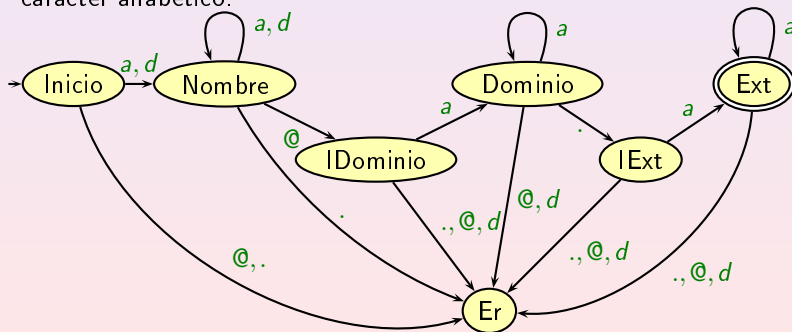 carácter alfabético.
a, d
a
a
Inicio
a, d
Nombre
Dominio
Ext
a
.
a
@
IDominio
IExt
@, d
.
., @, d
@, .
., @, d
., @, d
Er